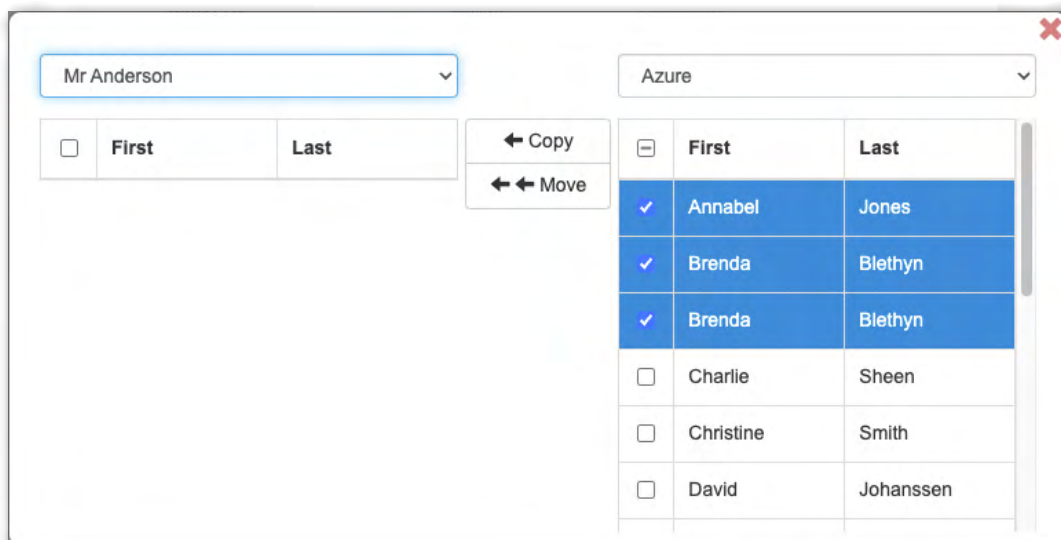 Mr Anderson
First Last
Copy
Move
Azure
First Last
Annabel Jones
Brenda Blethyn
Brenda Blethyn
Charlie Sheen
Christine Smith
David Johanssen